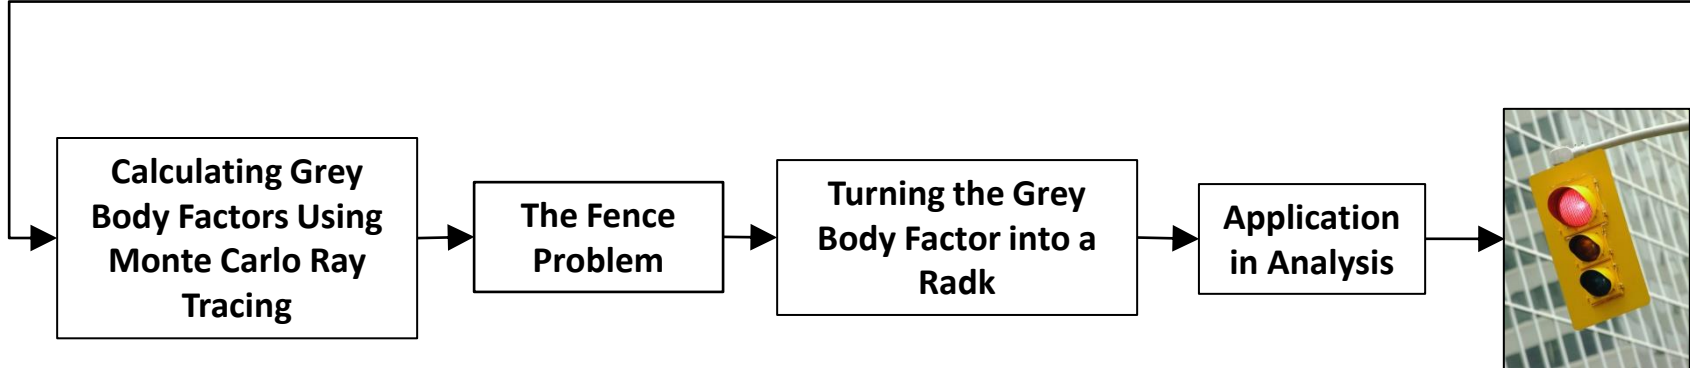 Calculating Grey
Body Factors Using
Monte Carlo Ray
Tracing
The Fence
Problem
Turning the Grey
Body Factor into a
Radk
Application
in Analysis